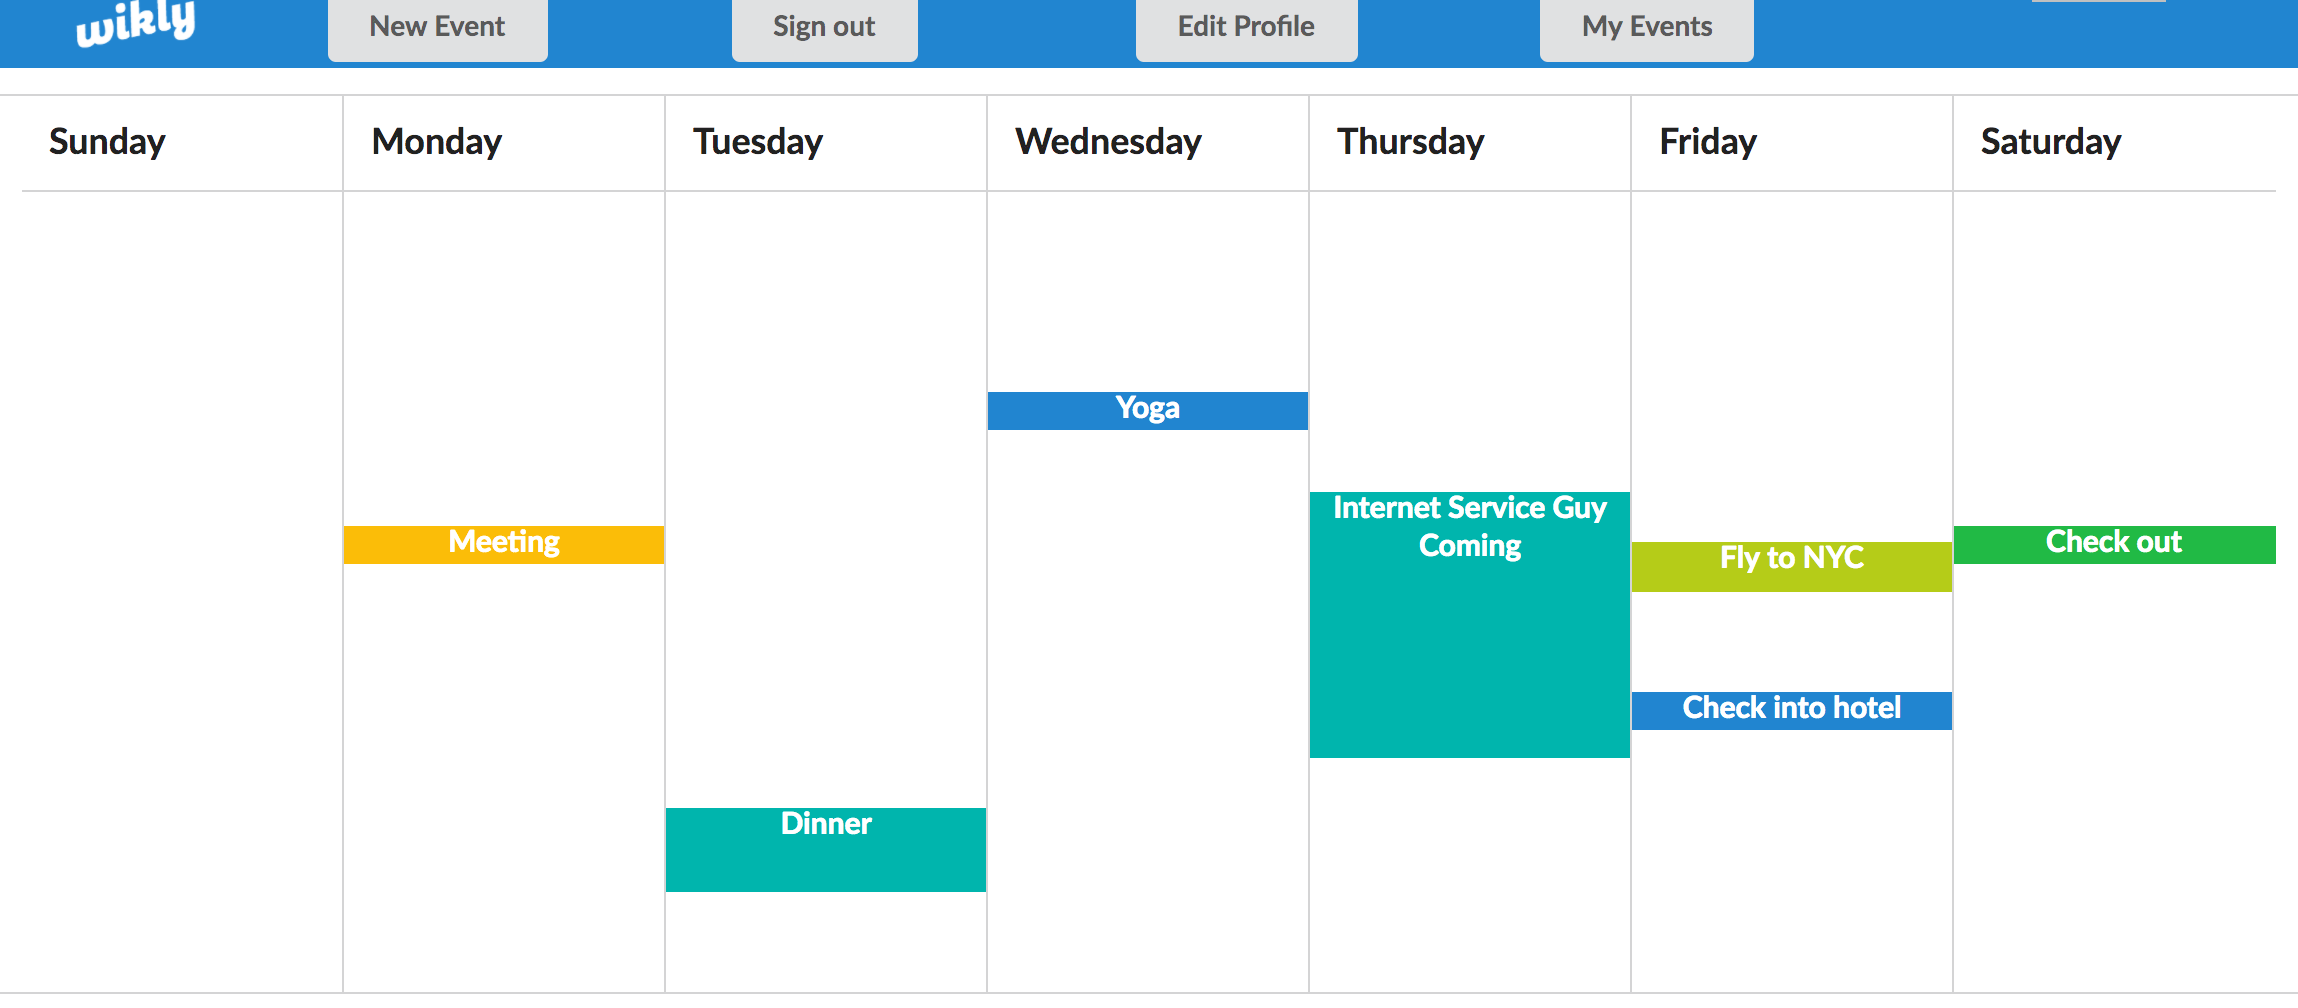 wikly
New Event
Sign out
Edit Profile
My Events
Sunday
Monday
Tuesday
Wednesday
Thursday
Friday
Saturday
Yoga
Internet Service Guy
Coming
Meeting
Fly to NYC
Check out
Check into hotel
Dinner